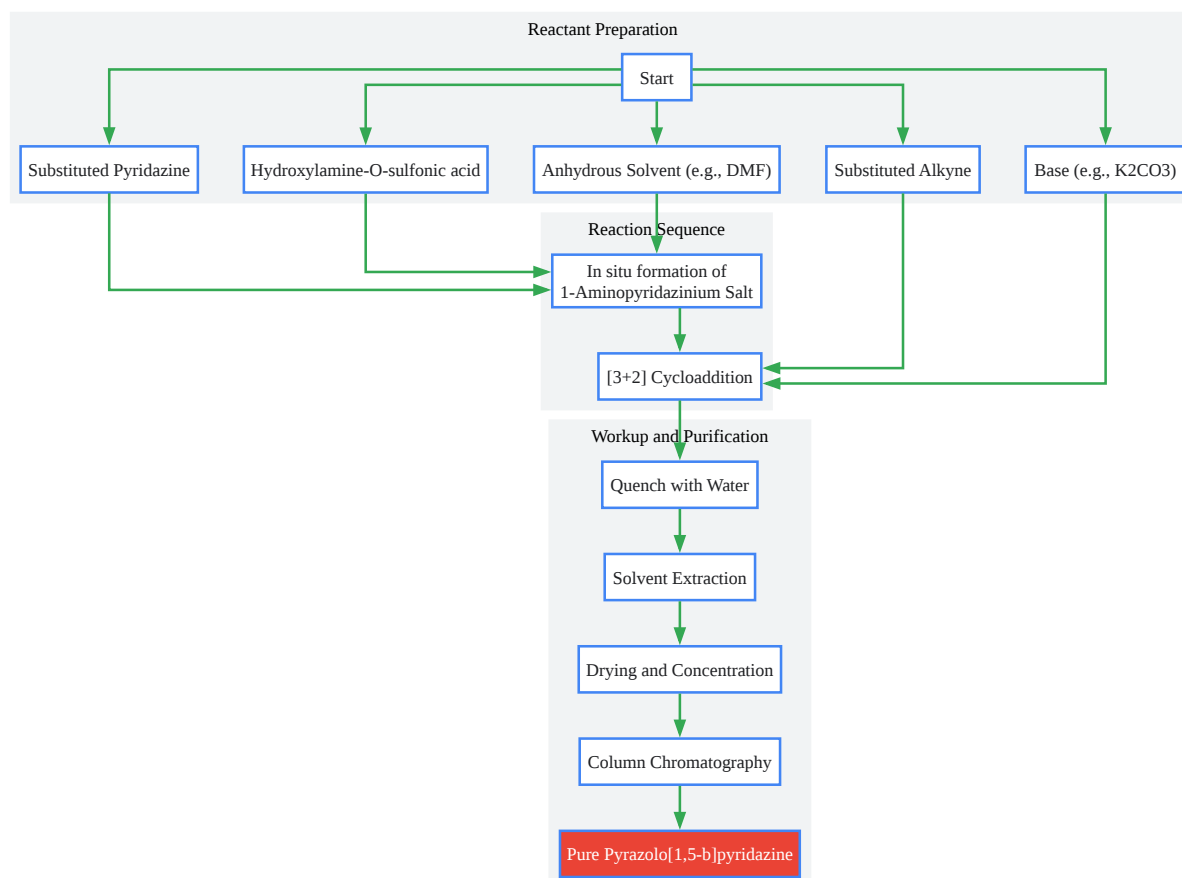 Reactant Preparation
Start
Substituted Pyridazine
Hydroxylamine-O-sulfonic acid
Anhydrous Solvent (e.g., DMF)
Substituted Alkyne
Base (e.g., K2CO3)
Reaction Sequence
In situ formation of
1-Aminopyridazinium Salt
[3+2] Cycloaddition
Workup and Purification
Quench with Water
Solvent Extraction
Drying and Concentration
Column Chromatography
Pure Pyrazolo[1,5-b]pyridazine